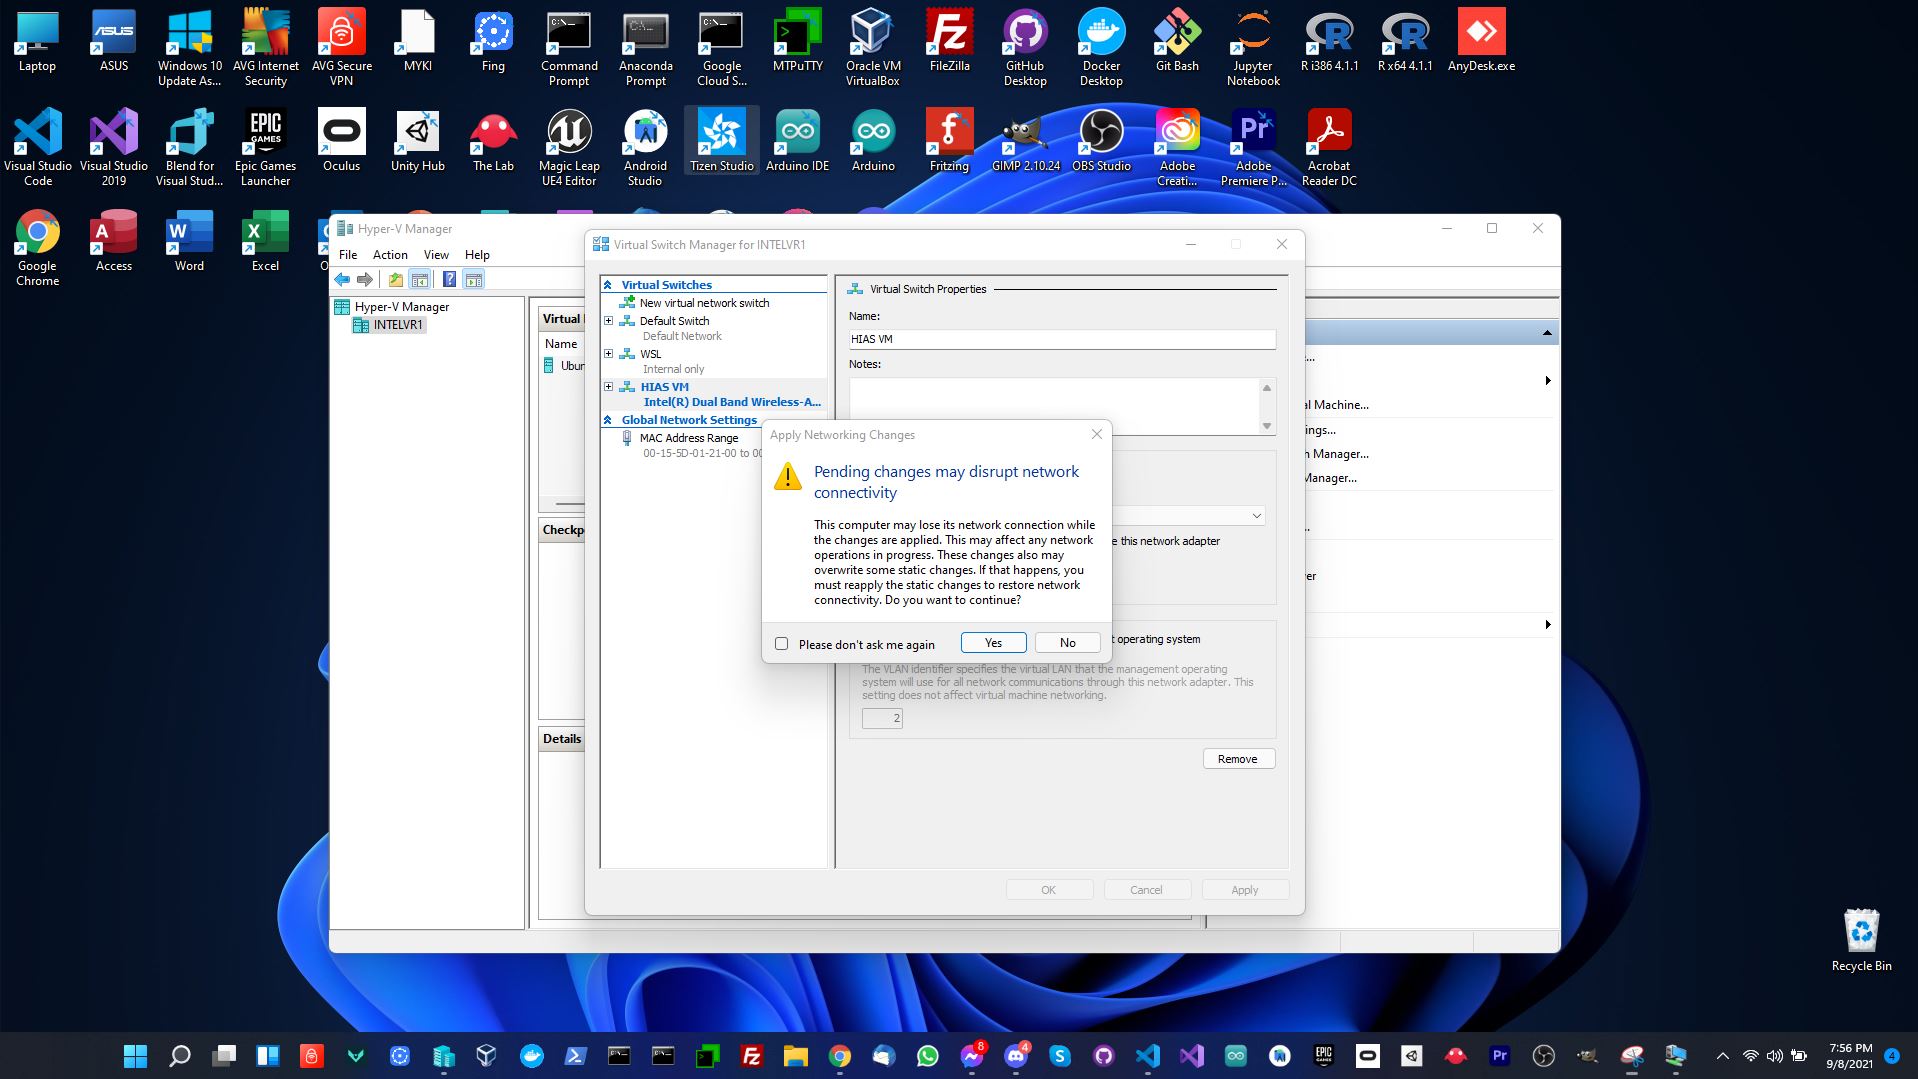 Laptop
ASUS
Windows 10
Update As...
AVG Internet
Security
AVG Secure
VPN
MYKI
Fing
Command
Prompt
Anaconda
Prompt
Google
Cloud S...
MTPuTTY
Oracle VM
VirtualBox
FileZilla
GitHub
Desktop
Docker
Desktop
Git Bash
Jupyter
Notebook
R i386 4.1.1
R x64 4.1.1
AnyDesk.exe
Visual Studio
Code
Visual Studio
2019
Blend for
Visual Stud...
Epic Games
Launcher
Oculus
Unity Hub
The Lab
Magic Leap
UE4 Editor
Android
Studio
Tizen Studio
Arduino IDE
Arduino
Fritzing
GIMP 2.10.24
OBS Studio
Adobe
Creati...
Adobe
Premiere P...
Acrobat
Reader DC
Google
Chrome
Access
Word
Excel
Hyper-V Manager
File Action View Help
Hyper-V Manager
INTELVR1
Virtual
Name
Ubun
Checkp
Details
Virtual Switch Manager for INTELVR1
Virtual Switches
New virtual network switch
Default Switch
Default Network
WSL
Internal only
HIAS VM
Intel(R) Dual Band Wireless-A...
Global Network Settings
MAC Address Range
00-15-5D-01-21-00 to 00
Virtual Switch Properties
Name:
HIAS VM
Notes:
Apply Networking Changes
Pending changes may disrupt network
connectivity
This computer may lose its network connection while
the changes are applied. This may affect any network
operations in progress. These changes also may
overwrite some static changes. If that happens, you
must reapply the static changes to restore network
connectivity. Do you want to continue?
Please don't ask me again
Yes
No
e this network adapter
t operating system
The VLAN identifier specifies the virtual LAN that the management operating
system will use for all network communications through this network adapter. This
setting does not affect virtual machine networking.
2
Remove
OK
Cancel
Apply
...
al Machine...
ings...
h Manager...
Manager...
...
er
Recycle Bin
8
4
7:56 PM
9/8/2021
4